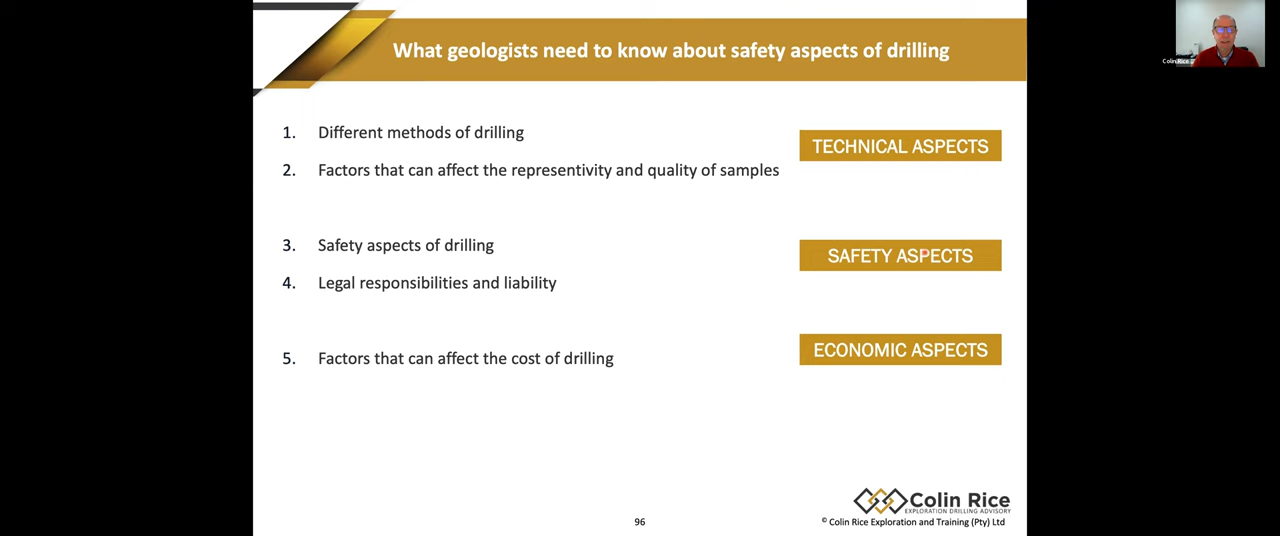 What geologists need to know about safety aspects of drilling
Colin Rice
1. Different methods of drilling
TECHNICAL ASPECTS
2. Factors that can affect the representivity and quality of samples
3. Safety aspects of drilling
SAFETY ASPECTS
4. Legal responsibilities and liability
ECONOMIC ASPECTS
5. Factors that can affect the cost of drilling
Colin Rice
EXPLORATION DRILLING ADVISORY
96
© Colin Rice Exploration and Training (Pty) Ltd